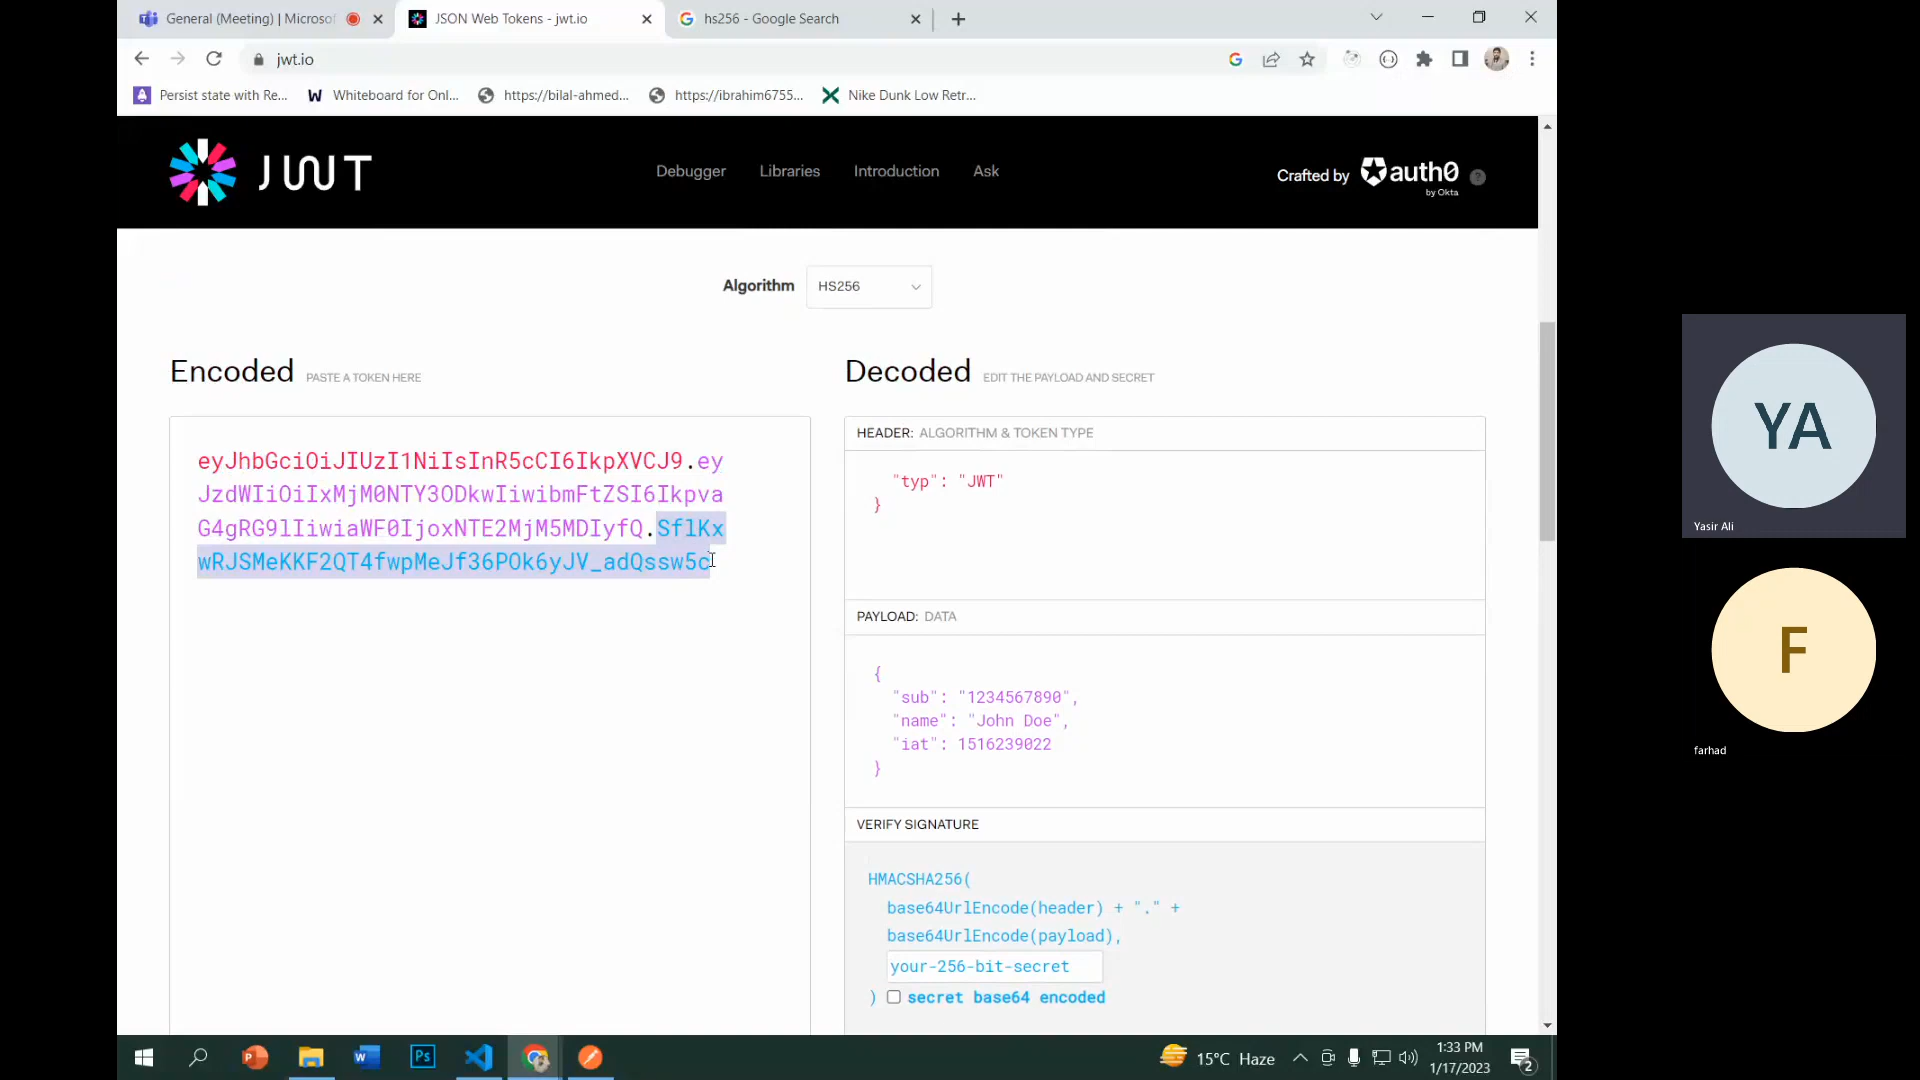 General (Meeting) | Microso
JSON Web Tokens - jwt.io
hs256 - Google Search
jwt.io
Persist state with Re...
Whiteboard for Onl...
https://bilal-ahmed...
https://ibrahim6755...
Nike Dunk Low Retr...
JWT
Debugger
Libraries
Introduction
Ask
Crafted by
auth0
by Okta
Algorithm
HS256
Encoded PASTE A TOKEN HERE
Decoded EDIT THE PAYLOAD AND SECRET
eyJhbGciOiJIUzI1NiIsInR5cCI6IkpXVCJ9.ey
JzdWIiOiIxMjM0NTY3ODkwIiwibmFtZSI6Ikpva
G4gRG9lIiwiaWF0IjoxNTE2MjM5MDIyfQ.SflKx
wRJSMeKKF2QT4fwpMeJf36POk6yJV_adQssw5c
HEADER: ALGORITHM & TOKEN TYPE
"typ": "JWT"
}
PAYLOAD: DATA
{
"sub": "1234567890",
"name": "John Doe",
"iat": 1516239022
}
VERIFY SIGNATURE
HMACSHA256(
base64UrlEncode(header) + "." +
base64UrlEncode(payload),
your-256-bit-secret
) secret base64 encoded
YA
Yasir Ali
F
farhad
15°C Haze
1:33 PM
1/17/2023
2